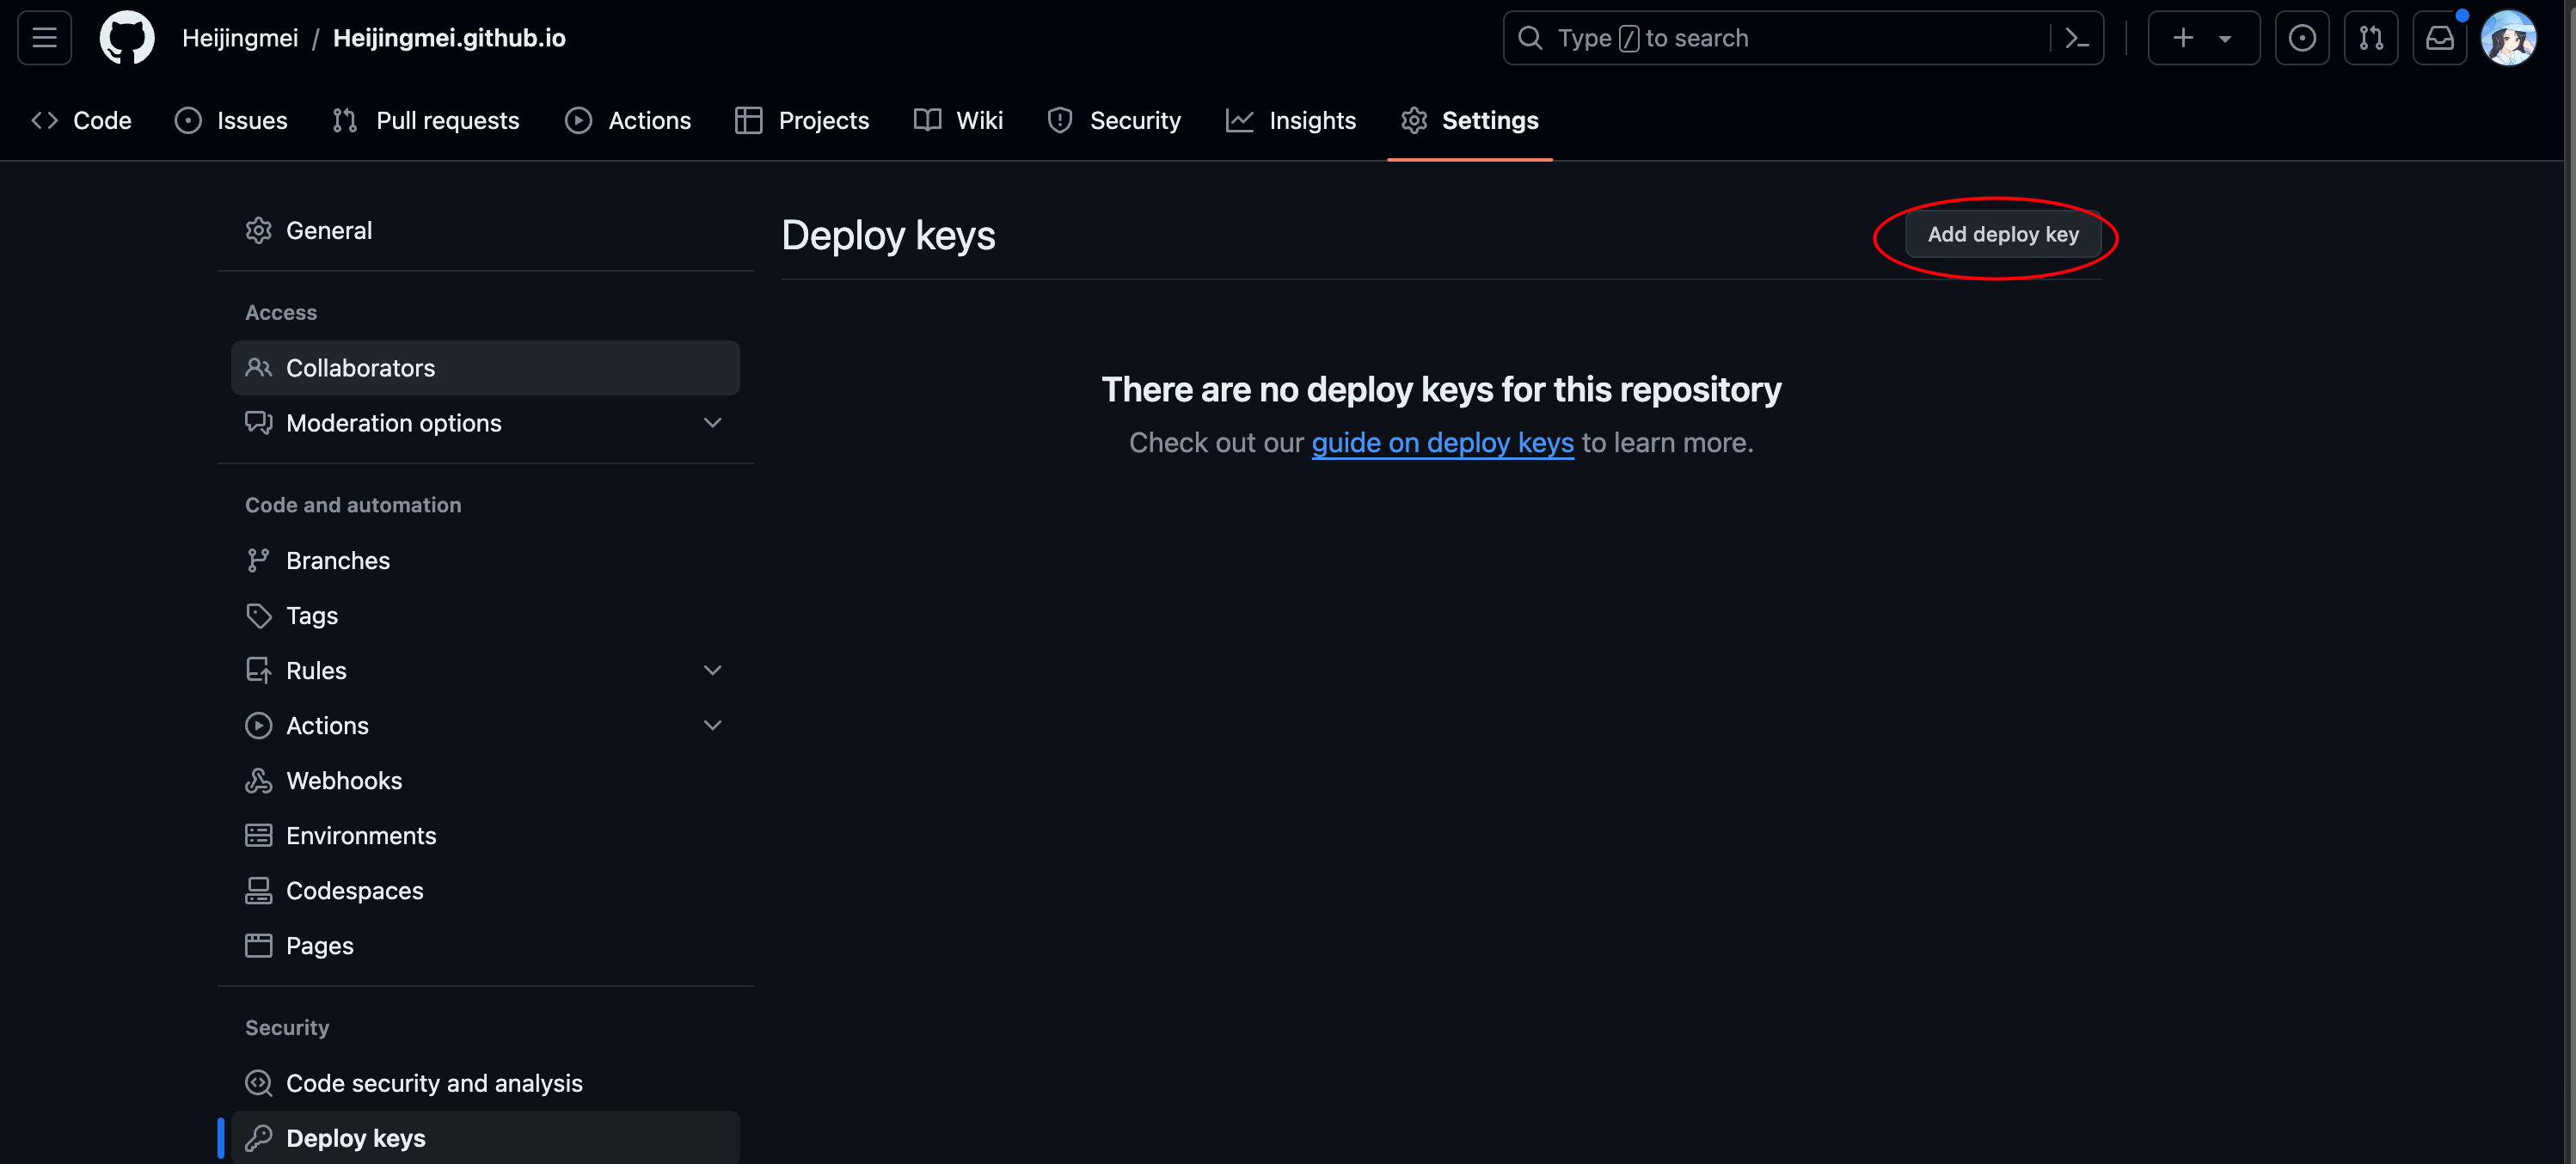 Heijingmei / Heijingmei.github.io
Type / to search
Code Issues Pull requests Actions Projects Wiki Security Insights Settings
General
Access
Collaborators
Moderation options
Code and automation
Branches
Tags
Rules
Actions
Webhooks
Environments
Codespaces
Pages
Security
Code security and analysis
Deploy keys
Deploy keys
Add deploy key
There are no deploy keys for this repository
Check out our guide on deploy keys to learn more.